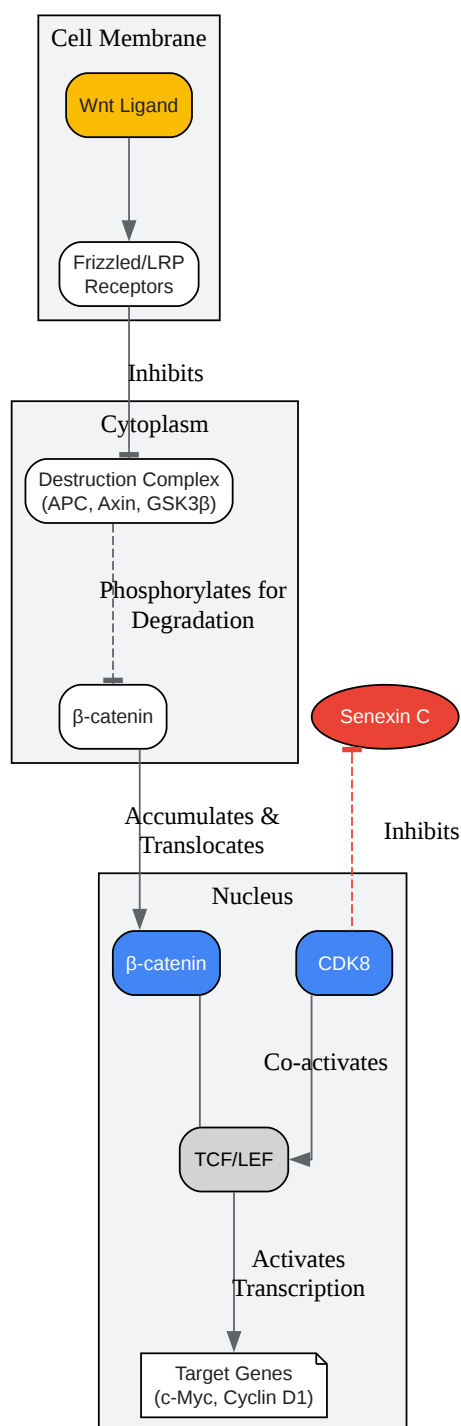 Cell Membrane
Wnt Ligand
Frizzled/LRP
Receptors
Inhibits
Cytoplasm
Destruction Complex
(APC, Axin, GSK3β)
Phosphorylates for
Degradation
β-catenin
Senexin C
Accumulates &
Translocates
Inhibits
Nucleus
β-catenin
CDK8
Co-activates
TCF/LEF
Activates
Transcription
Target Genes
(c-Myc, Cyclin D1)